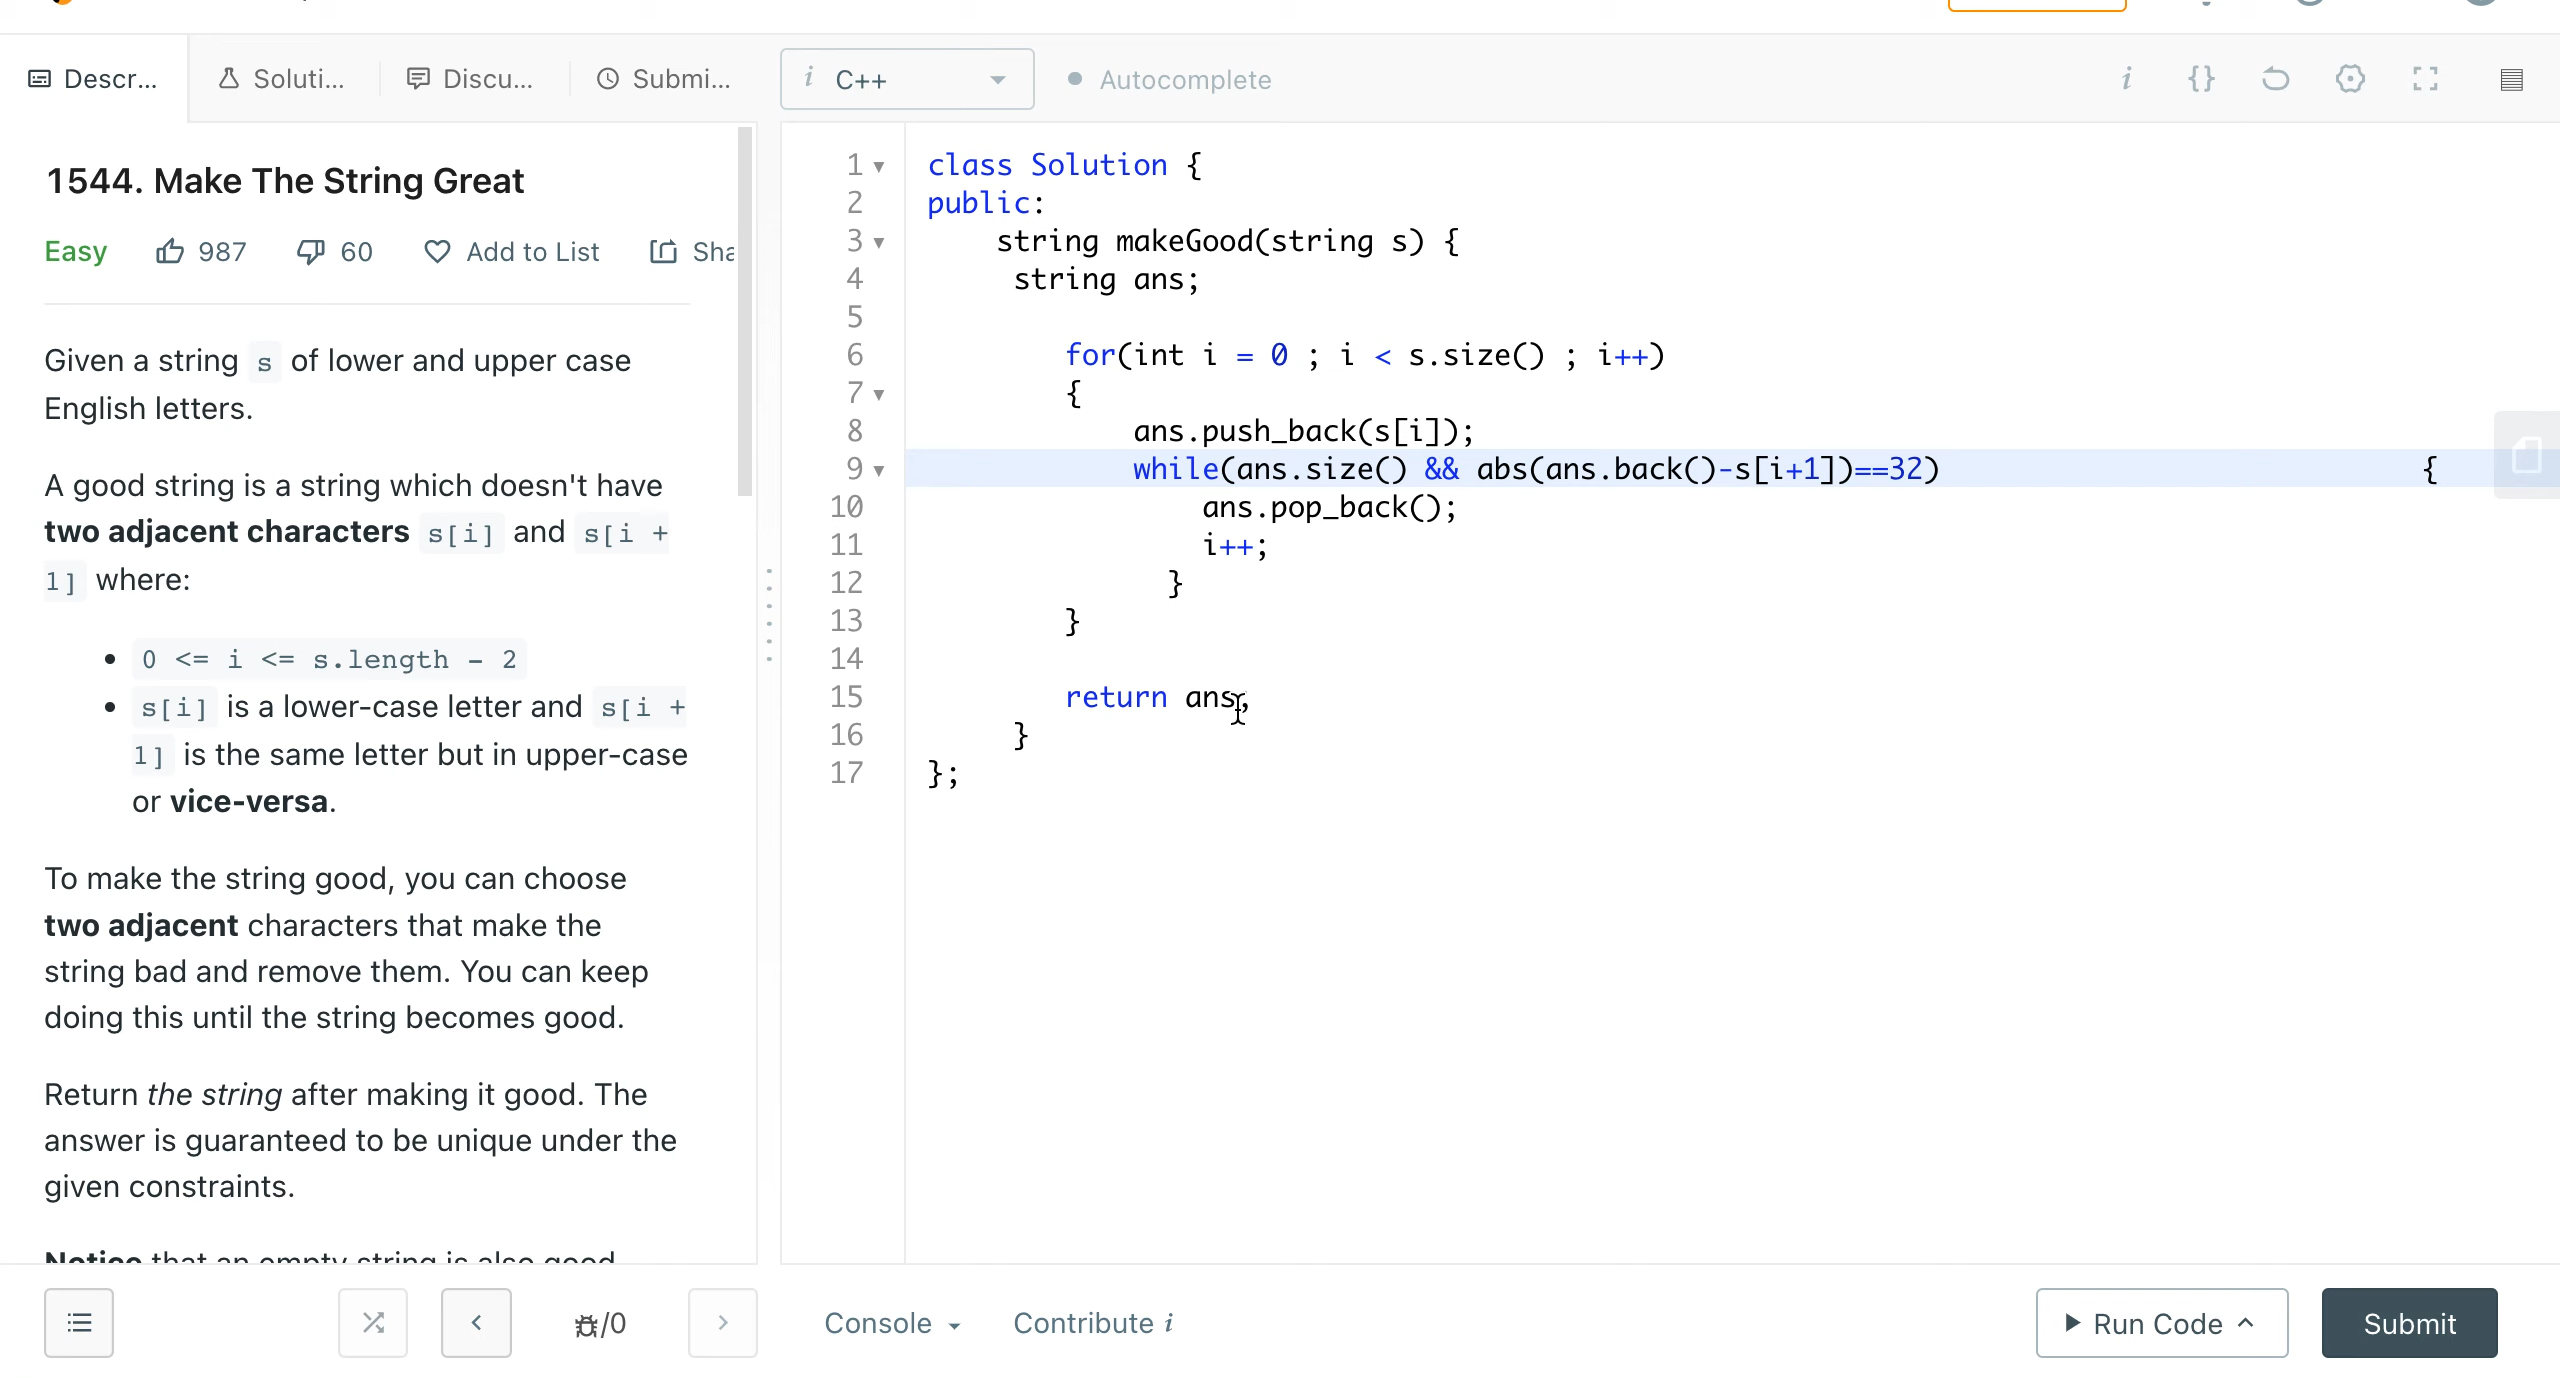 Descr...
Soluti...
Discu...
Submi...
i C++
Autocomplete
i {}
1544. Make The String Great
Easy 987 60 Add to List Sha
Given a string s of lower and upper case
English letters.
A good string is a string which doesn't have
two adjacent characters s[i] and s[i +
1] where:
• 0 <= i <= s.length - 2
• s[i] is a lower-case letter and s[i +
1] is the same letter but in upper-case
or vice-versa.
To make the string good, you can choose
two adjacent characters that make the
string bad and remove them. You can keep
doing this until the string becomes good.
Return the string after making it good. The
answer is guaranteed to be unique under the
given constraints.
Notice that an empty string is also good.
1 class Solution {
2 public:
3 string makeGood(string s) {
4 string ans;
5
6 for(int i = 0 ; i < s.size() ; i++)
7 {
8 ans.push_back(s[i]);
9 while(ans.size() && abs(ans.back()-s[i+1])==32) {
10 ans.pop_back();
11 i++;
12 }
13 }
14
15 return ans;
16 }
17 };
/0
Console
Contribute i
Run Code
Submit